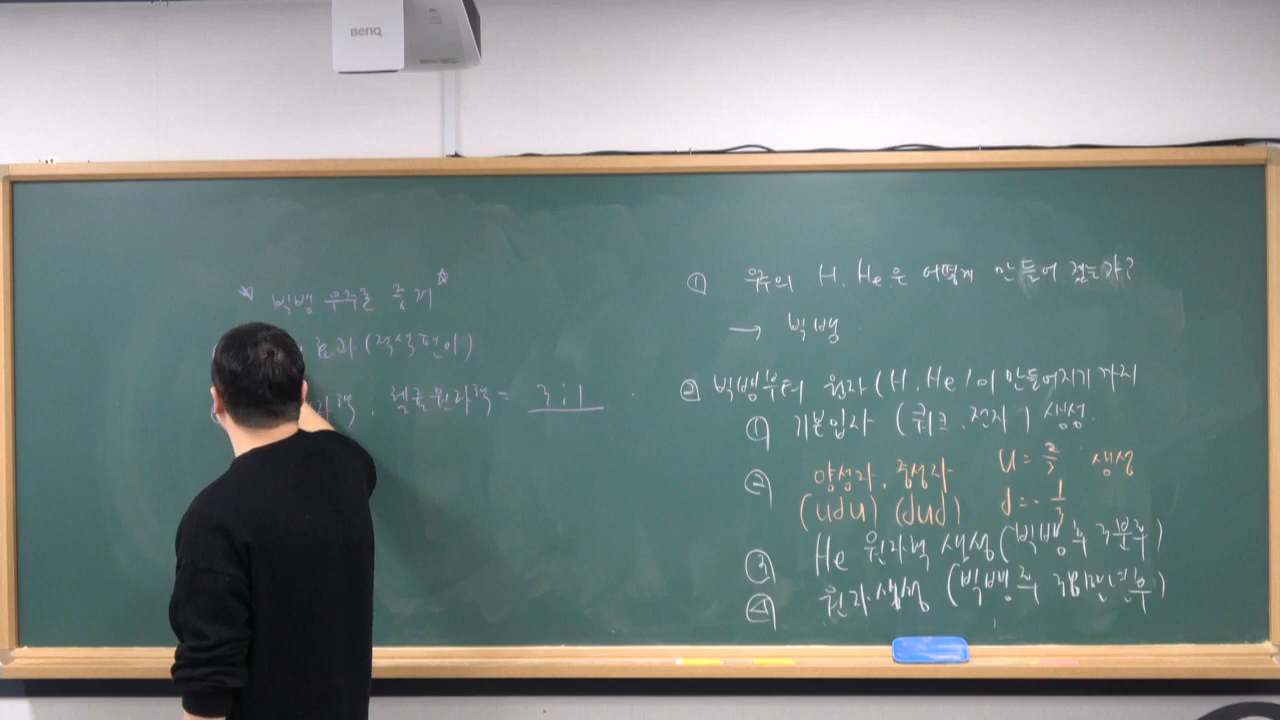 BenQ
빅뱅 우주론 증거
효과 (적색편이)
, 헬륨원자핵 = 3:1
① 우주의 H, He은 어떻게 만들어 졌는가?
→ 빅뱅
② 빅뱅부터 원자 (H, He)이 만들어지기 까지
① 기본입자 (쿼크, 전자) 생성.
② 양성자, 중성자 u = 2/3 생성
(udu) (dud) d = -1/3
③ He 원자핵 생성 (빅뱅 후 3분후)
④ 원자 생성 (빅뱅 후 38만년후)